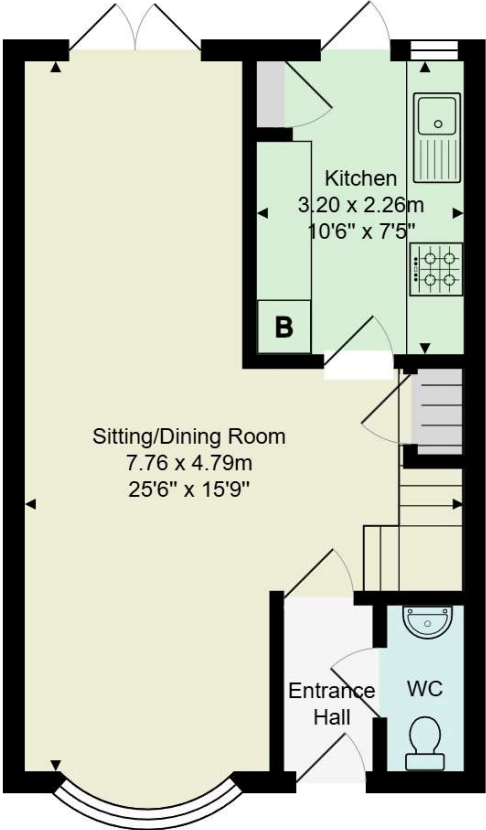 Kitchen
3.20 x 2.26m
10'6" x 7'5"
B
Sitting/Dining Room
7.76 x 4.79m
25'6" x 15'9"
Entrance
Hall
WC